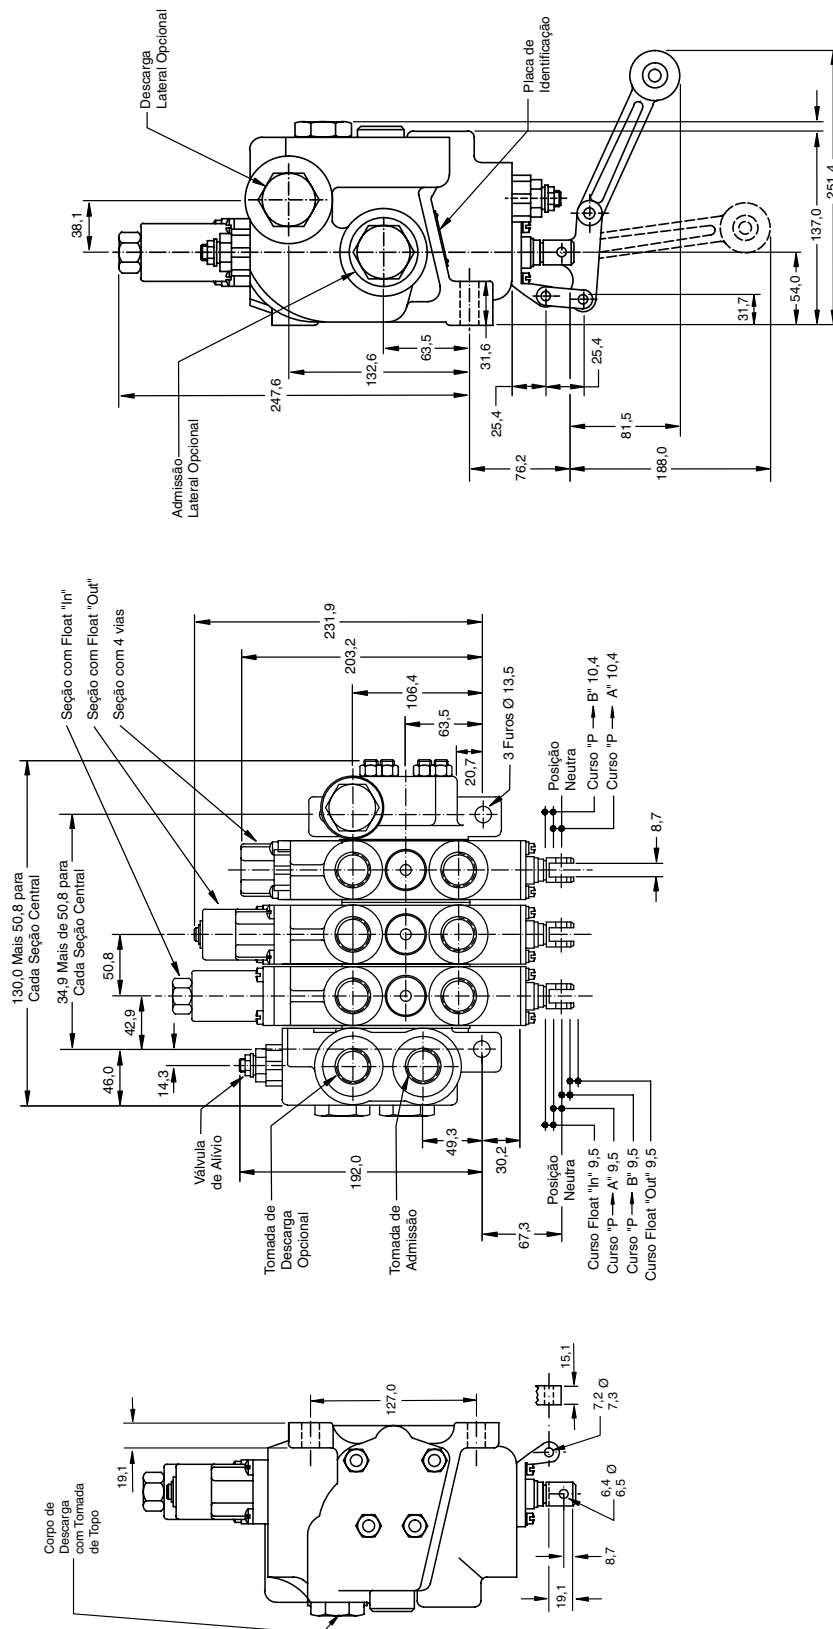 Descarga
Lateral Opcional
Placa de
Identificação
38,1
247,6
132,6
63,5
31,6
Admissão
Lateral Opcional
25,4
25,4
76,2
81,5
188,0
31,7
54,0
137,0
251,4
Seção com Float "In"
Seção com Float "Out"
Seção com 4 vias
231,9
203,2
106,4
63,5
20,7
3 Furos Ø 13,5
130,0 Mais 50,8 para
Cada Seção Central
34,9 Mais de 50,8 para
Cada Seção Central
50,8
42,9
46,0
14,3
Posição
Neutra
Curso "P → B" 10,4
Curso "P → A" 10,4
8,7
Válvula
de Alívio
192,0
49,3
30,2
67,3
Tomada de
Descarga
Opcional
Tomada de
Admissão
Posição
Neutra
Curso Float "In" 9,5
Curso "P → A" 9,5
Curso "P → B" 9,5
Curso Float "Out" 9,5
Corpo de
Descarga
com Tomada
de Topo
19,1
127,0
15,1
7,2 Ø
7,3
6,4 Ø
6,5
8,7
19,1